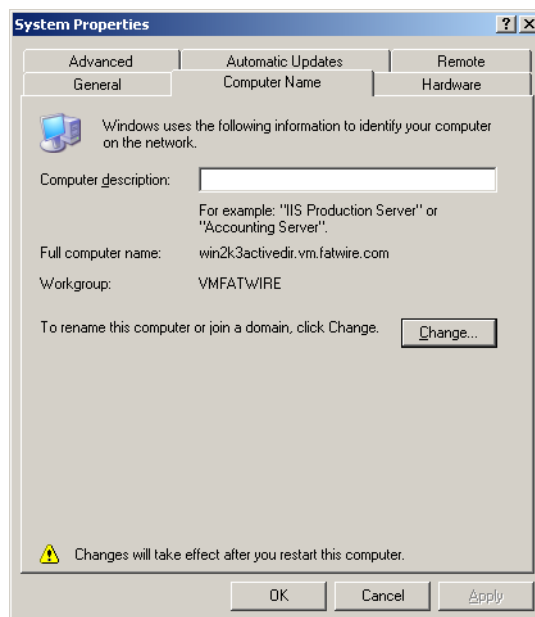 System Properties
Advanced Automatic Updates Remote
General Computer Name Hardware
Windows uses the following information to identify your computer
on the network.
Computer description:
For example: "IIS Production Server" or
"Accounting Server".
Full computer name: win2k3activedir.vm.fatwire.com
Workgroup: VMFATWIRE
To rename this computer or join a domain, click Change. Change...
Changes will take effect after you restart this computer.
OK Cancel Apply